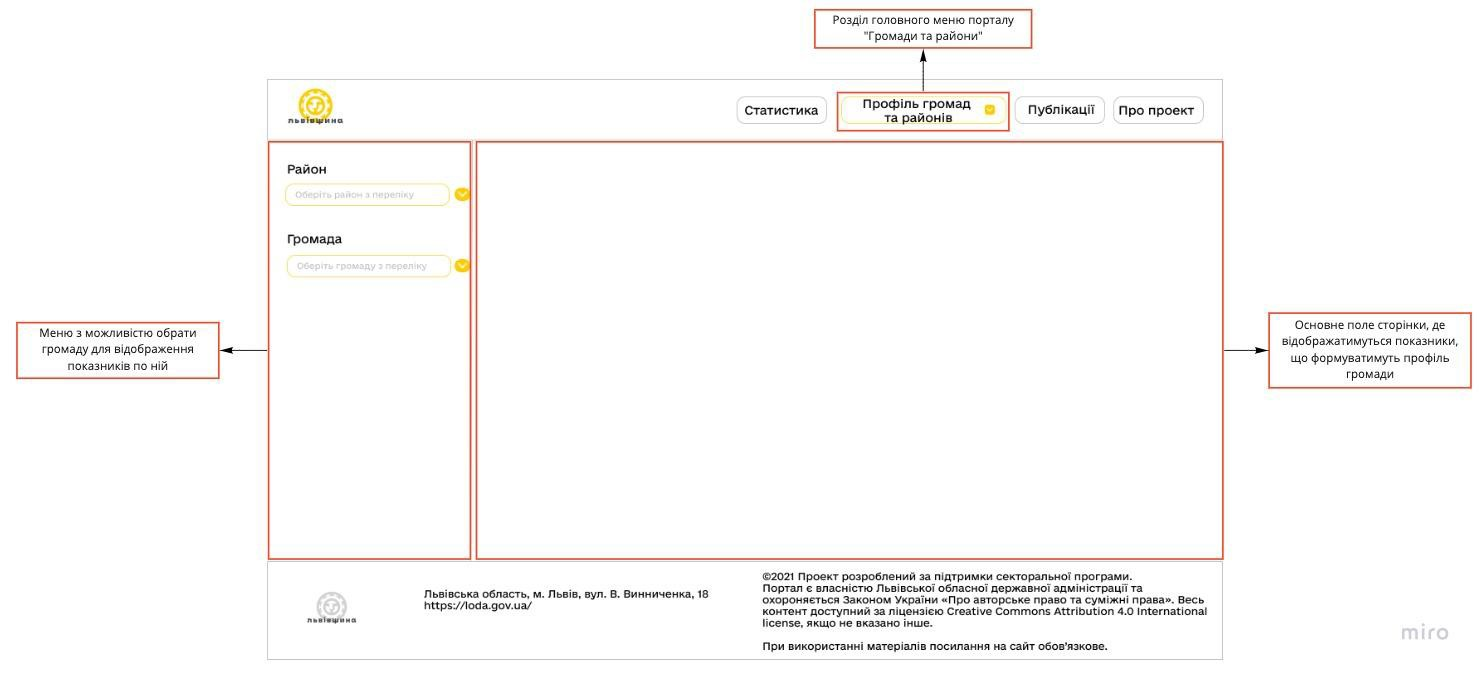 Розділ головного меню порталу
"Громади та райони"
львівщина
Статистика
Профіль громад
та районів
Публікації
Про проект
Район
Оберіть район з переліку
Громада
Оберіть громаду з переліку
Меню з можливістю обрати
громаду для відображення
показників по ній
Основне поле сторінки, де
відображатимуться показники,
що формуватимуть профіль
громади
львівщина
Львівська область, м. Львів, вул. В. Винниченка, 18
https://loda.gov.ua/
©2021 Проект розроблений за підтримки секторальної програми.
Портал є власністю Львівської обласної державної адміністрації та
охороняється Законом України «Про авторське право та суміжні права». Весь
контент доступний за ліцензією Creative Commons Attribution 4.0 International
license, якщо не вказано інше.
При використанні матеріалів посилання на сайт обов’язкове.
miro